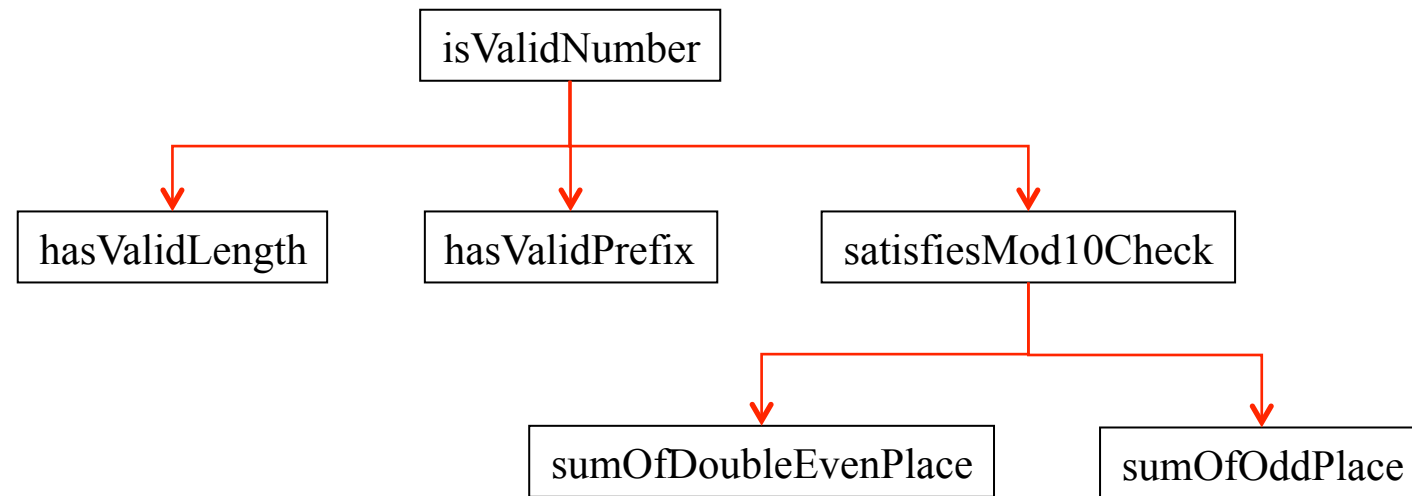 isValidNumber
hasValidLength
hasValidPrefix
satisfiesMod10Check
sumOfDoubleEvenPlace
sumOfOddPlace